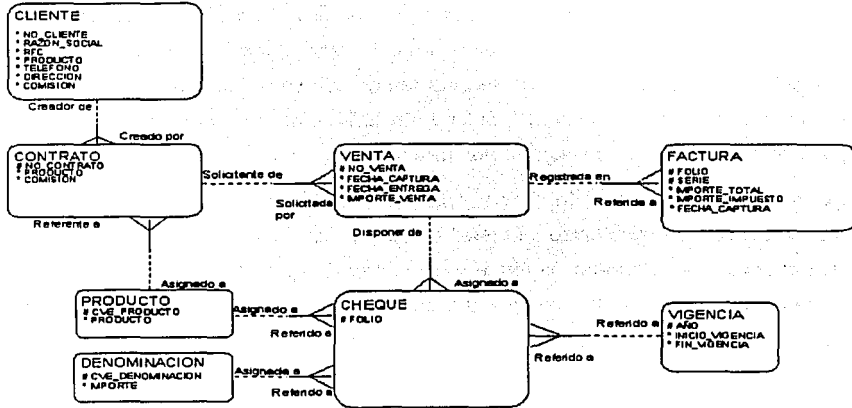 CLIENTE
* NO_CLIENTE
* RAZON_SOCIAL
* RFC
* PRODUCTO
* TELEFONO
* DIRECCION
* COMISION
Creador de
Creado por
CONTRATO
# NO_CONTRATO
* PRODUCTO
* COMISION
Solicitante de
Solicitada por
VENTA
# NO_VENTA
* FECHA_CAPTURA
* FECHA_ENTREGA
* IMPORTE_VENTA
Registrada en
Referida a
FACTURA
# FOLIO
# SERIE
* IMPORTE_TOTAL
* IMPORTE_IMPUESTO
* FECHA_CAPTURA
Referente a
Disponer de
Asignado a
Asignado a
PRODUCTO
# CVE_PRODUCTO
* PRODUCTO
Asignado a
Referido a
CHEQUE
# FOLIO
Referido a
Referido a
VIGENCIA
# AÑO
* INICIO_VIGENCIA
* FIN_VIGENCIA
DENOMINACION
# CVE_DENOMINACION
* IMPORTE
Asignada a
Referido a